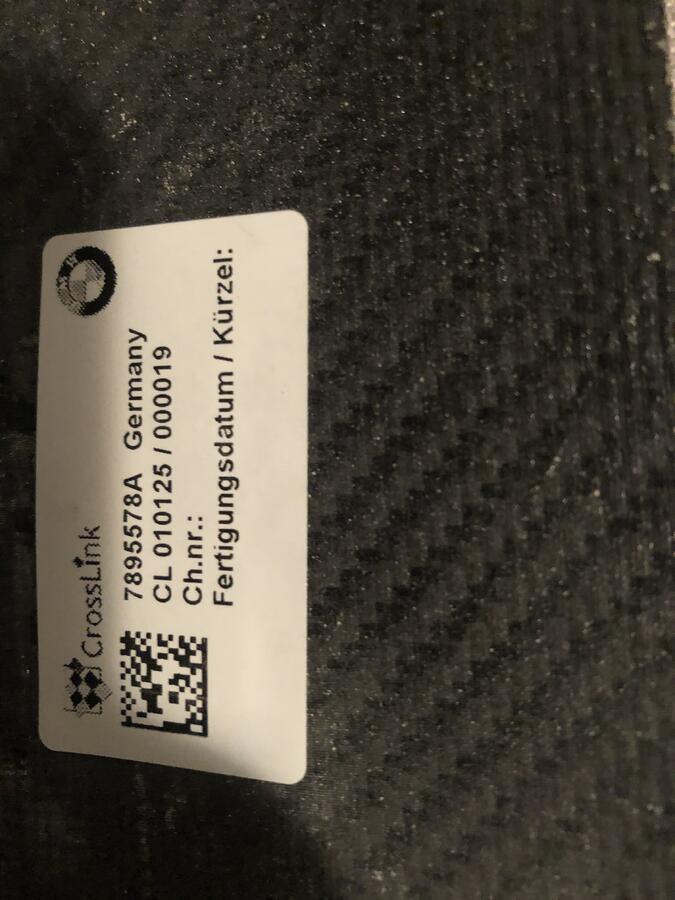 CrossLink
7895578A Germany
CL 010125 / 000019
Ch.nr.:
Fertigungsdatum / Kürzel: